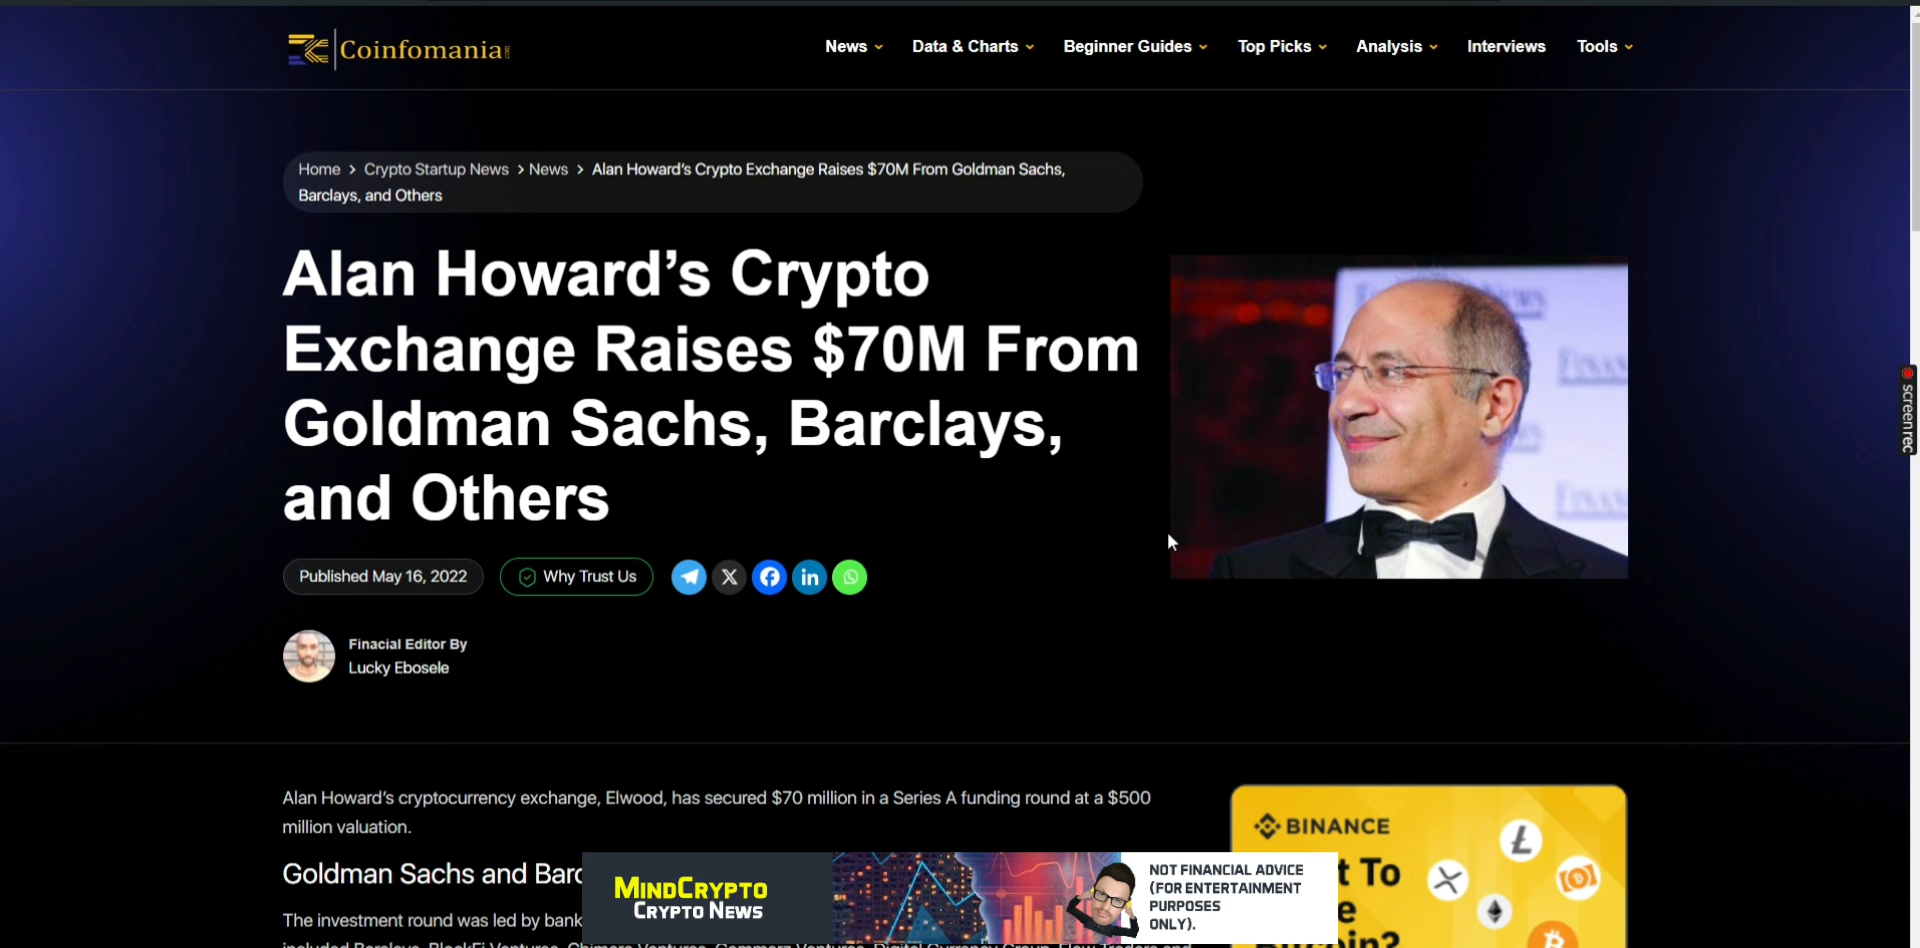 Coinfomania
News
Data & Charts
Beginner Guides
Top Picks
Analysis
Interviews
Tools
Home > Crypto Startup News > News > Alan Howard's Crypto Exchange Raises $70M From Goldman Sachs,
Barclays, and Others
Alan Howard's Crypto
Exchange Raises $70M From
Goldman Sachs, Barclays,
and Others
Published May 16, 2022
Why Trust Us
Finacial Editor By
Lucky Ebosele
screenrec
Alan Howard's cryptocurrency exchange, Elwood, has secured $70 million in a Series A funding round at a $500
million valuation.
Goldman Sachs and Barc
The investment round was led by bank
BINANCE
t To
e
MINDCRYPTO
CRYPTO NEWS
NOT FINANCIAL ADVICE
(FOR ENTERTAINMENT
PURPOSES
ONLY).